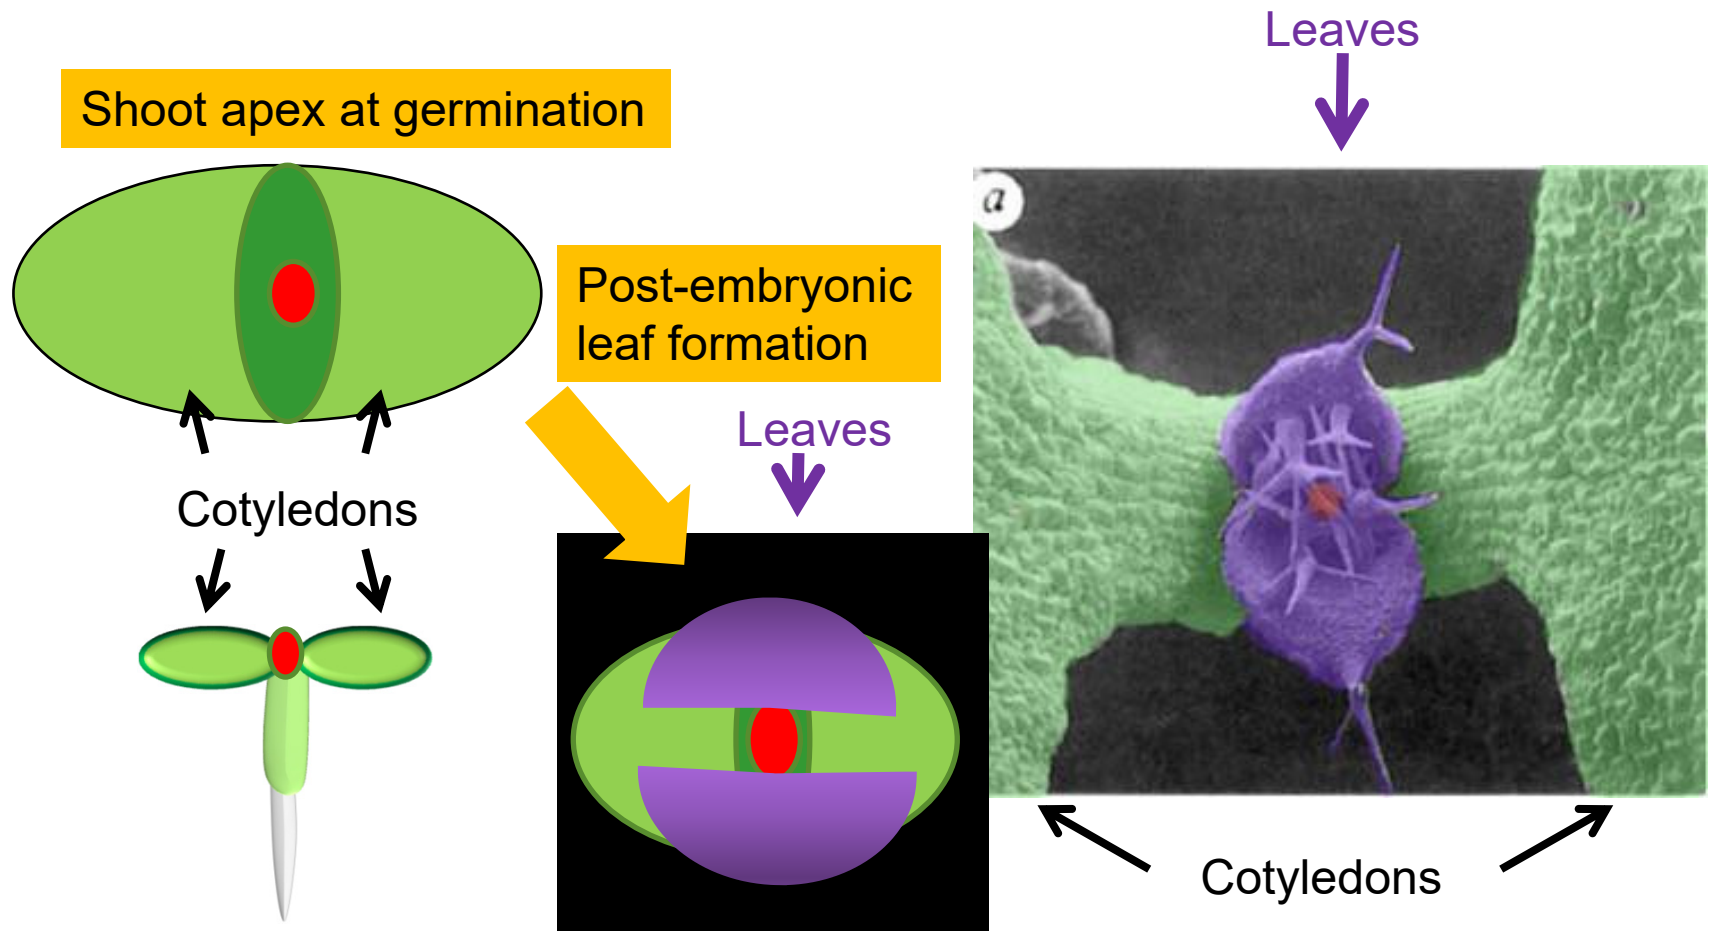 Shoot apex at germination
Cotyledons
Post-embryonic
leaf formation
Leaves
Leaves
a
Cotyledons